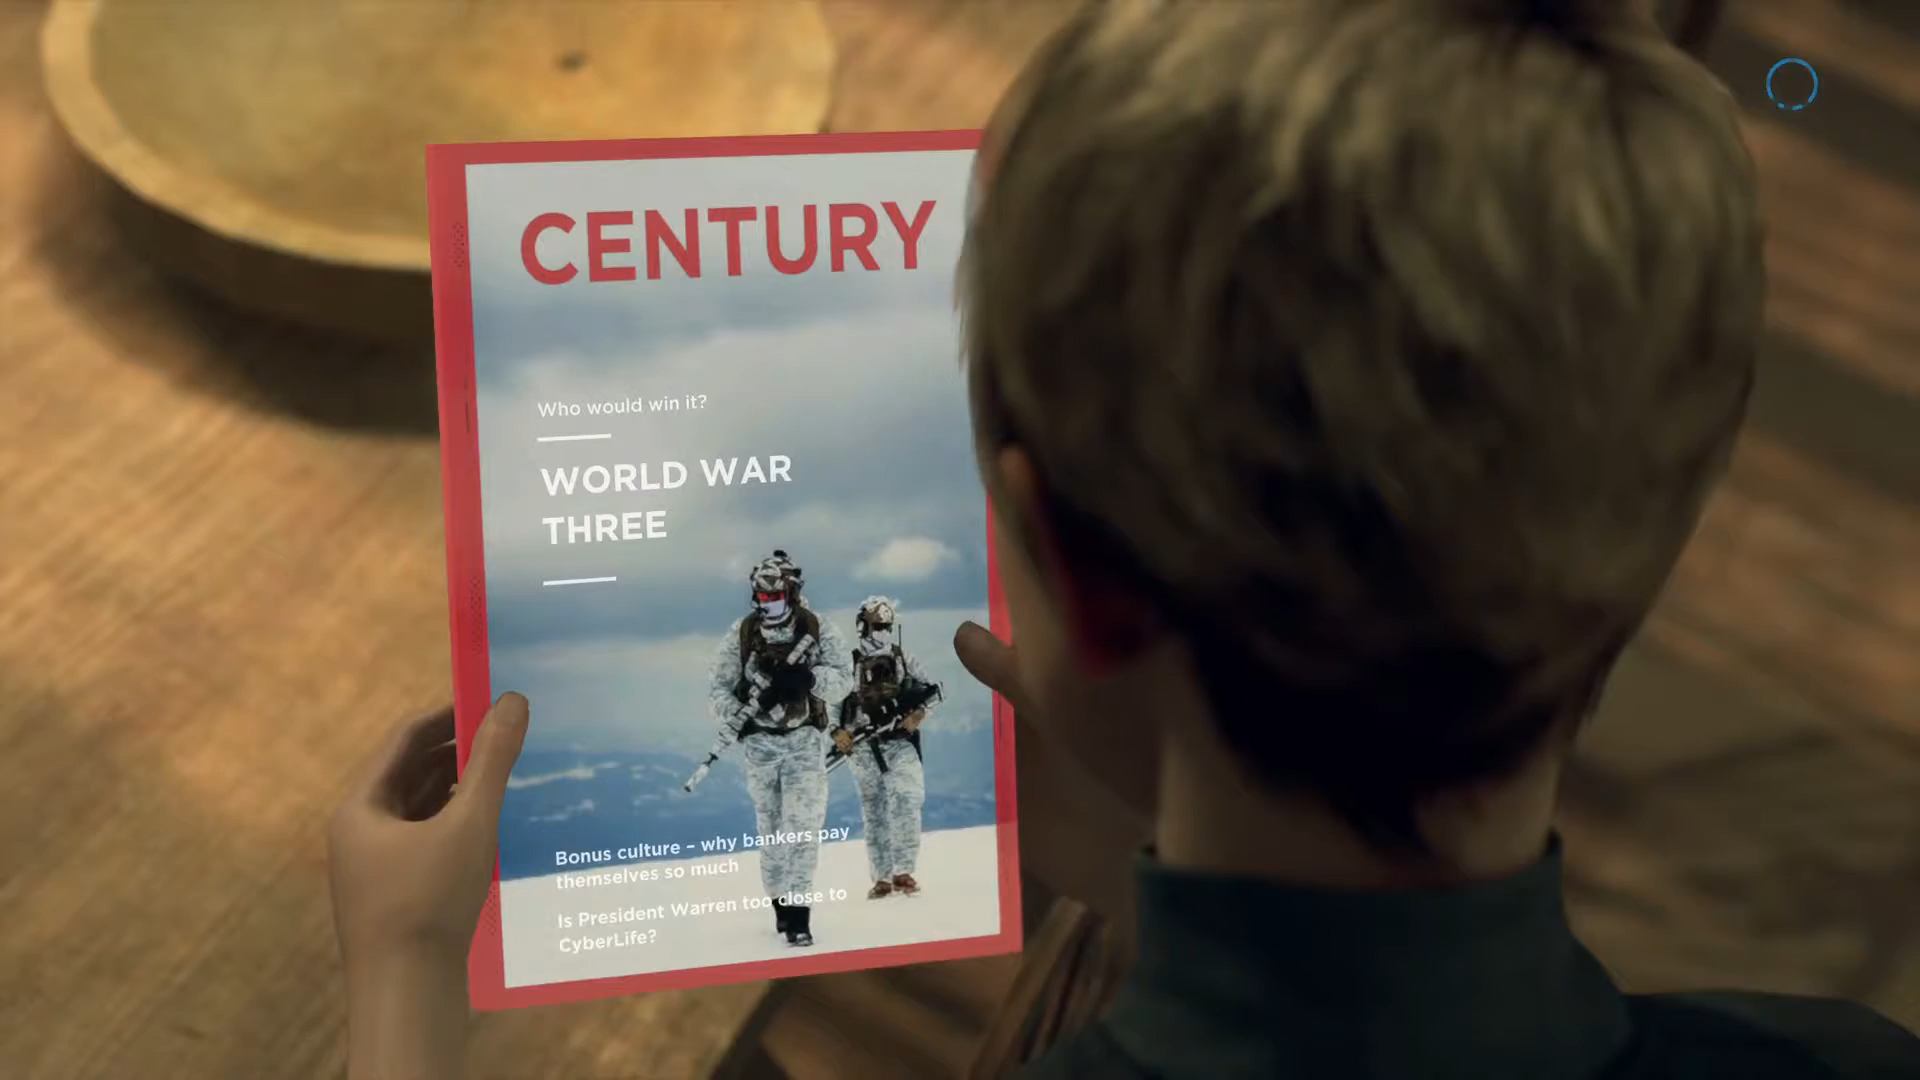 CENTURY
Who would win it?
WORLD WAR
THREE
Bonus culture – why bankers pay
themselves so much
Is President Warren too close to
CyberLife?